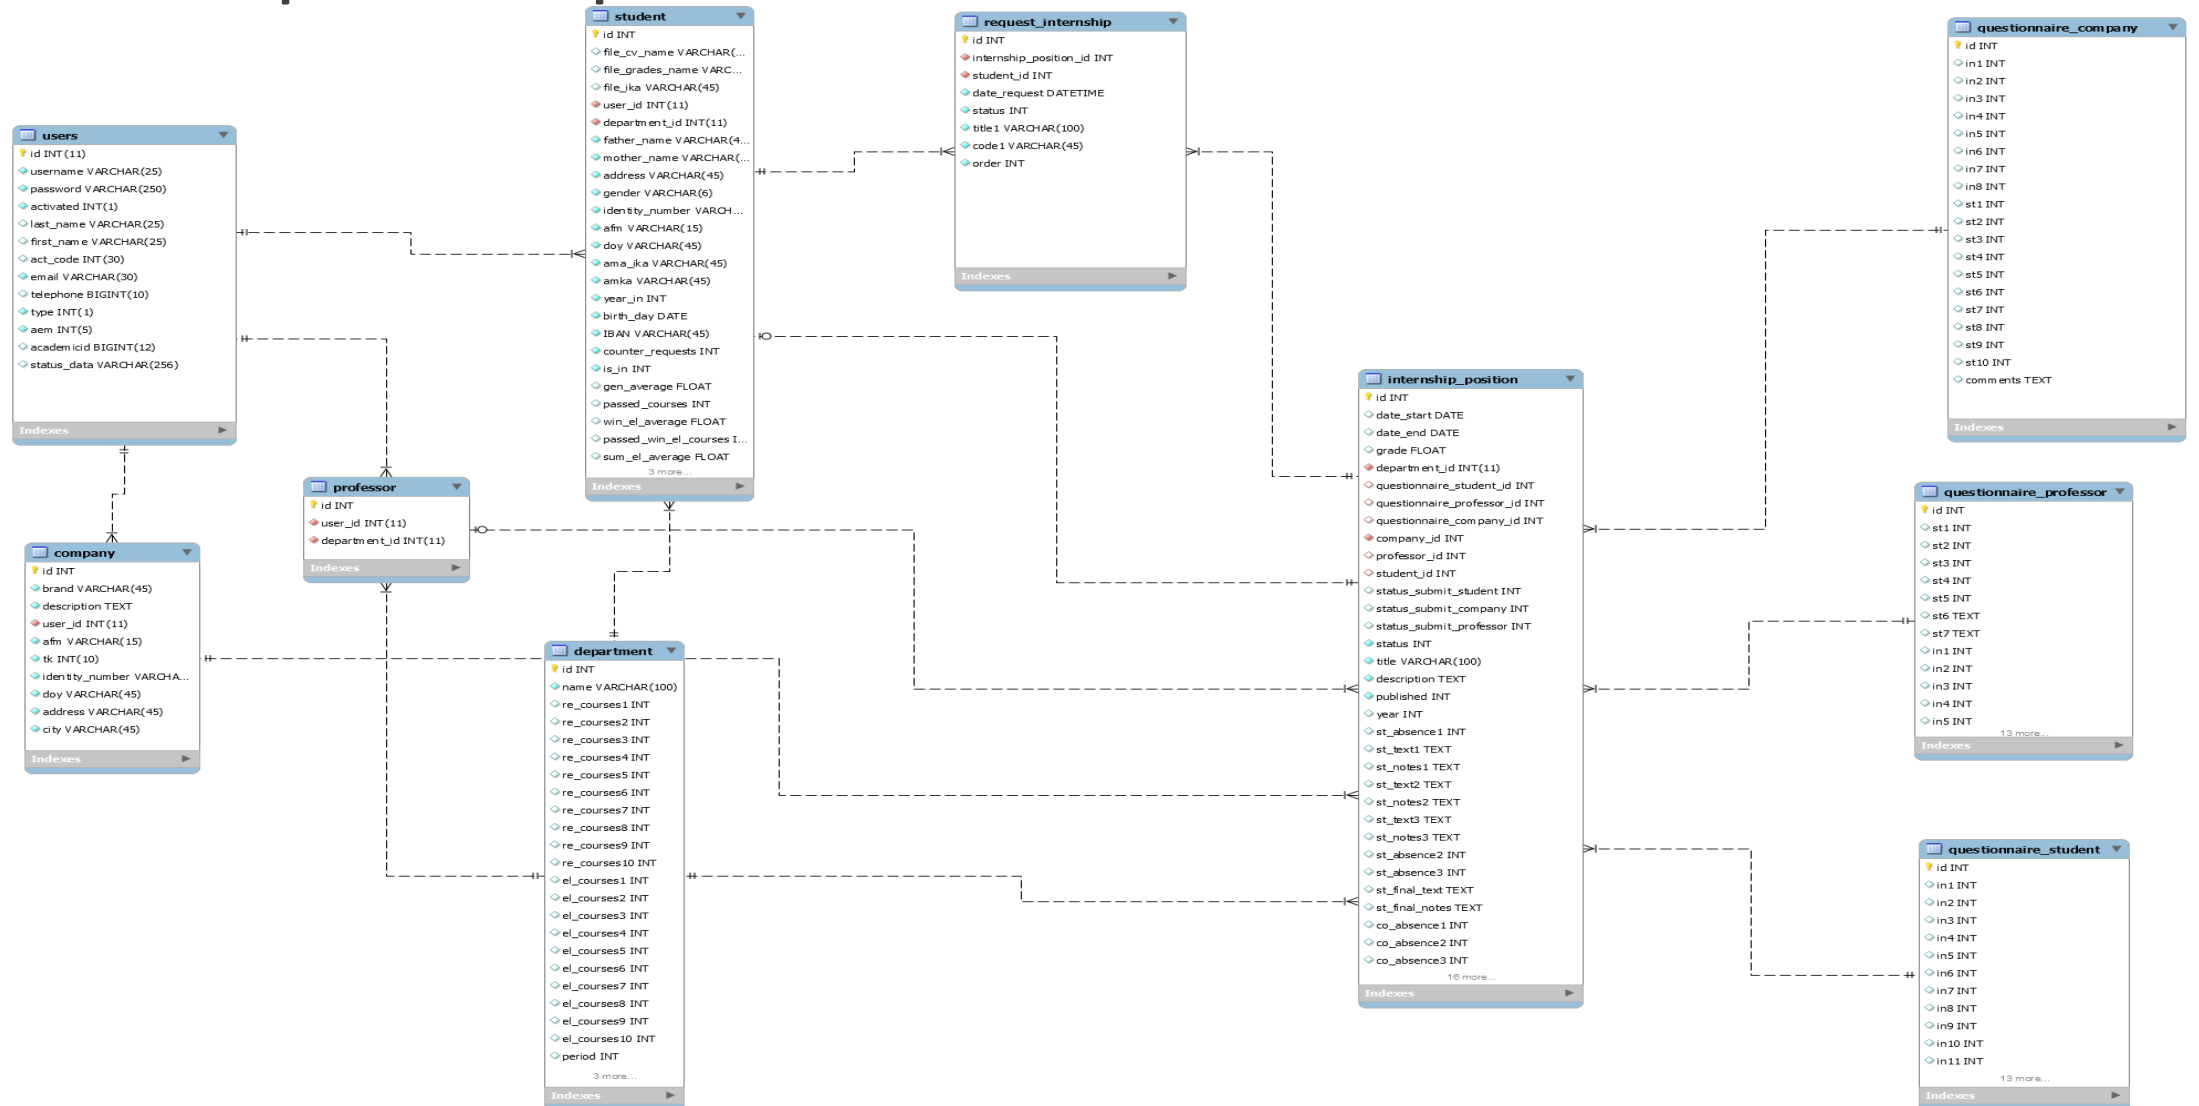 users
id INT(11)
username VARCHAR(25)
password VARCHAR(250)
activated INT(1)
last_name VARCHAR(25)
first_name VARCHAR(25)
act_code INT(30)
email VARCHAR(30)
telephone BIGINT(10)
type INT(1)
aem INT(5)
academicid BIGINT(12)
status_data VARCHAR(256)
Indexes
company
id INT
brand VARCHAR(45)
description TEXT
user_id INT(11)
afm VARCHAR(15)
tk INT(10)
identity_number VARCHA...
doy VARCHAR(45)
address VARCHAR(45)
city VARCHAR(45)
Indexes
professor
id INT
user_id INT(11)
department_id INT(11)
Indexes
student
id INT
file_cv_name VARCHAR(...
file_grades_name VARC...
file_ika VARCHAR(45)
user_id INT(11)
department_id INT(11)
father_name VARCHAR(4...
mother_name VARCHAR(...
address VARCHAR(45)
gender VARCHAR(6)
identity_number VARCH...
afm VARCHAR(15)
doy VARCHAR(45)
ama_ika VARCHAR(45)
amka VARCHAR(45)
year_in INT
birth_day DATE
IBAN VARCHAR(45)
counter_requests INT
is_in INT
gen_average FLOAT
passed_courses INT
win_el_average FLOAT
passed_win_el_courses I...
sum_el_average FLOAT
3 more...
Indexes
department
id INT
name VARCHAR(100)
re_courses1 INT
re_courses2 INT
re_courses3 INT
re_courses4 INT
re_courses5 INT
re_courses6 INT
re_courses7 INT
re_courses8 INT
re_courses9 INT
re_courses10 INT
el_courses1 INT
el_courses2 INT
el_courses3 INT
el_courses4 INT
el_courses5 INT
el_courses6 INT
el_courses7 INT
el_courses8 INT
el_courses9 INT
el_courses10 INT
period INT
3 more...
Indexes
request_internship
id INT
internship_position_id INT
student_id INT
date_request DATETIME
status INT
title1 VARCHAR(100)
code1 VARCHAR(45)
order INT
Indexes
internship_position
id INT
date_start DATE
date_end DATE
grade FLOAT
department_id INT(11)
questionnaire_student_id INT
questionnaire_professor_id INT
questionnaire_company_id INT
company_id INT
professor_id INT
student_id INT
status_submit_student INT
status_submit_company INT
status_submit_professor INT
status INT
title VARCHAR(100)
description TEXT
published INT
year INT
st_absence1 INT
st_text1 TEXT
st_notes1 TEXT
st_text2 TEXT
st_notes2 TEXT
st_text3 TEXT
st_notes3 TEXT
st_absence2 INT
st_absence3 INT
st_final_text TEXT
st_final_notes TEXT
co_absence1 INT
co_absence2 INT
co_absence3 INT
16 more...
Indexes
questionnaire_company
id INT
in1 INT
in2 INT
in3 INT
in4 INT
in5 INT
in6 INT
in7 INT
in8 INT
st1 INT
st2 INT
st3 INT
st4 INT
st5 INT
st6 INT
st7 INT
st8 INT
st9 INT
st10 INT
comments TEXT
Indexes
questionnaire_professor
id INT
st1 INT
st2 INT
st3 INT
st4 INT
st5 INT
st6 TEXT
st7 TEXT
in1 INT
in2 INT
in3 INT
in4 INT
in5 INT
13 more...
Indexes
questionnaire_student
id INT
in1 INT
in2 INT
in3 INT
in4 INT
in5 INT
in6 INT
in7 INT
in8 INT
in9 INT
in10 INT
in11 INT
13 more...
Indexes